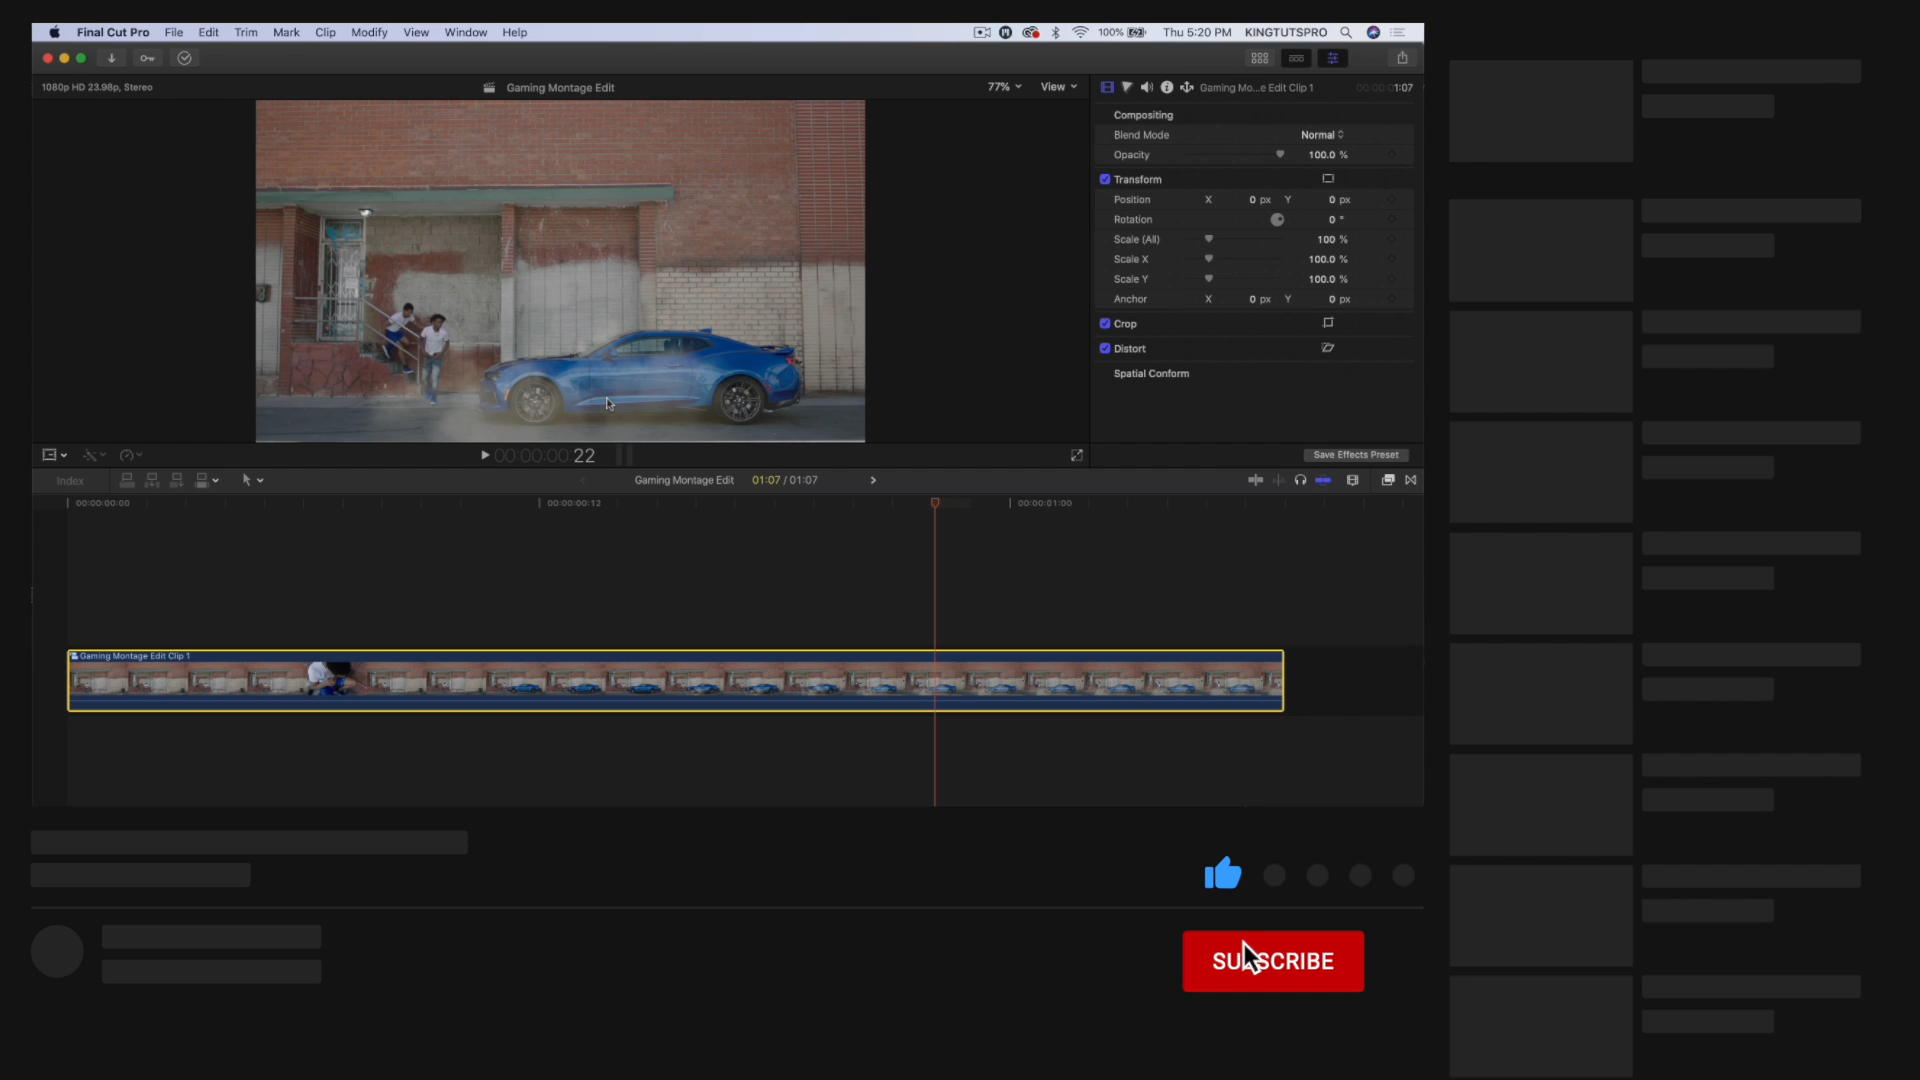 Final Cut Pro File Edit Trim Mark Clip Modify View Window Help 100% Thu 5:20 PM KINGTUTSPRO
1080p HD 23.98p, Stereo Gaming Montage Edit 77% View Gaming Mo...e Edit Clip 1 00:00:01:07
Compositing
Blend Mode Normal
Opacity 100.0 %
Transform
Position X 0 px Y 0 px
Rotation 0 °
Scale (All) 100 %
Scale X 100.0 %
Scale Y 100.0 %
Anchor X 0 px Y 0 px
Crop
Distort
Spatial Conform
00:00:00:22 Save Effects Preset
Index Gaming Montage Edit 01:07 / 01:07
00:00:00:00 00:00:00:12 00:00:01:00
Gaming Montage Edit Clip 1
SUBSCRIBE